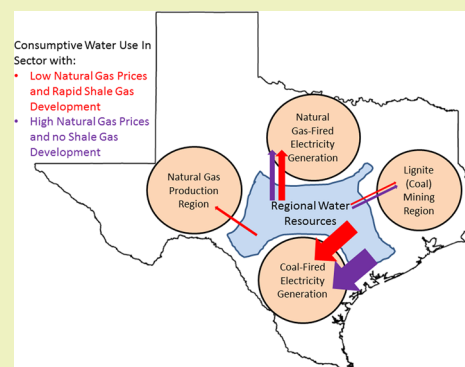 Consumptive Water Use In
Sector with:
• Low Natural Gas Prices
and Rapid Shale Gas
Development
• High Natural Gas Prices
and no Shale Gas
Development
Natural
Gas-Fired
Electricity
Generation
Natural Gas
Production
Region
Regional Water
Resources
Lignite
(Coal)
Mining
Region
Coal-Fired
Electricity
Generation